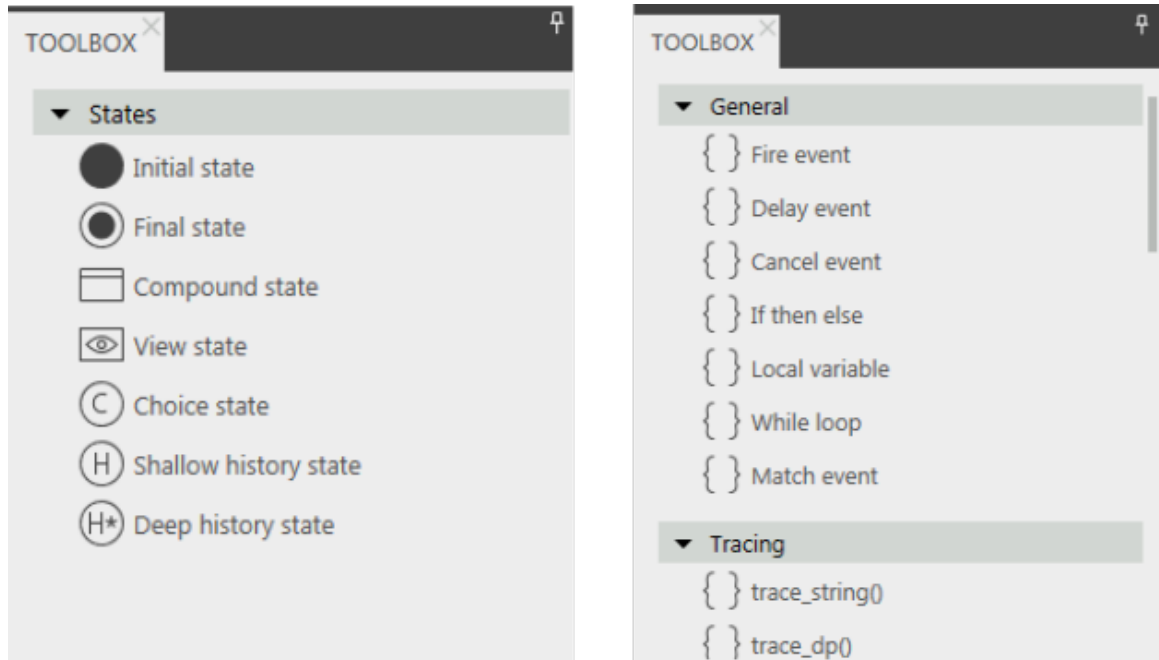 TOOLBOX
States
Initial state
Final state
Compound state
View state
C Choice state
H Shallow history state
H* Deep history state
TOOLBOX
General
{ } Fire event
{ } Delay event
{ } Cancel event
{ } If then else
{ } Local variable
{ } While loop
{ } Match event
Tracing
{ } trace_string()
{ } trace_dp()